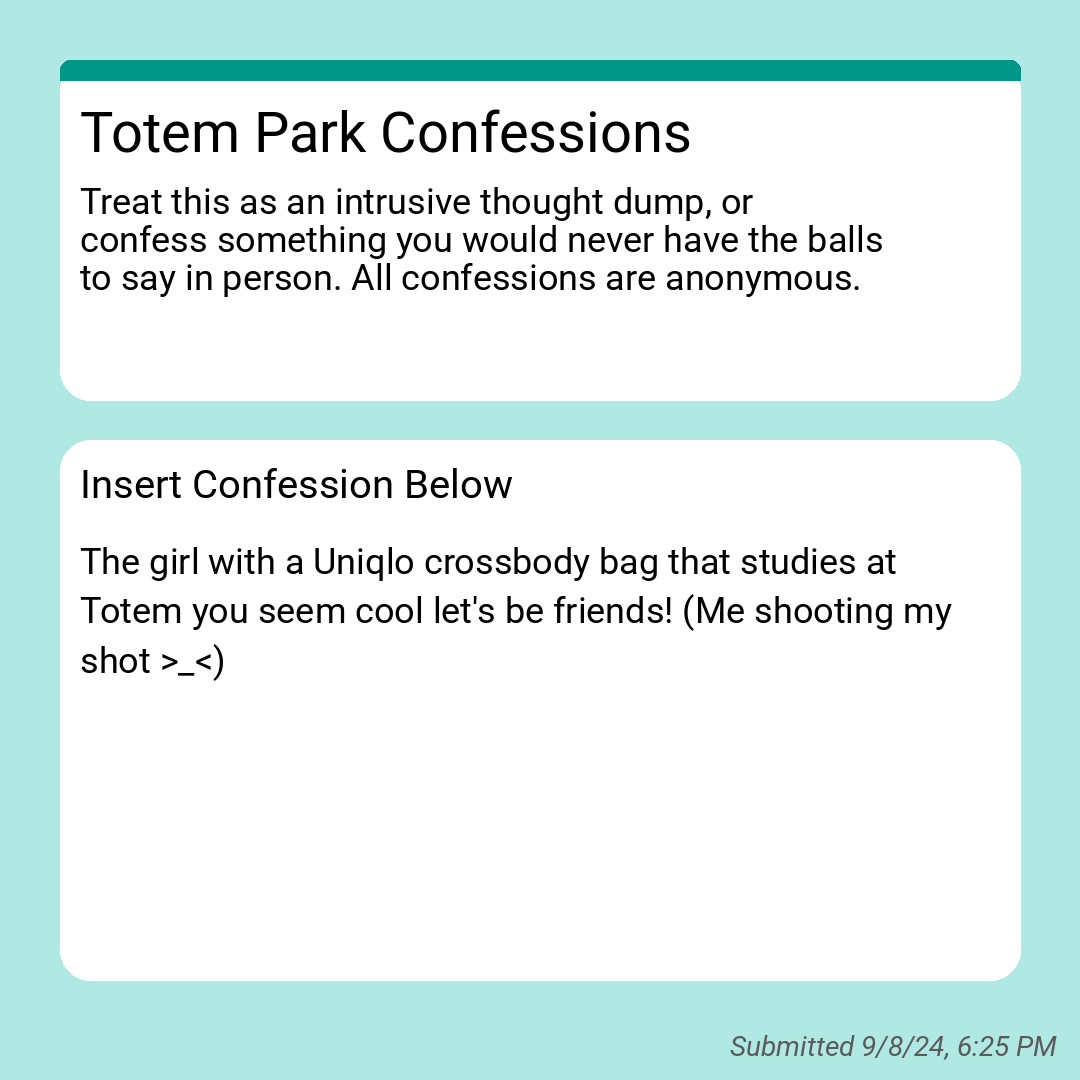 Totem Park Confessions
Treat this as an intrusive thought dump, or
confess something you would never have the balls
to say in person. All confessions are anonymous.
Insert Confession Below
The girl with a Uniqlo crossbody bag that studies at
Totem you seem cool let's be friends! (Me shooting my
shot >_<)
Submitted 9/8/24, 6:25 PM